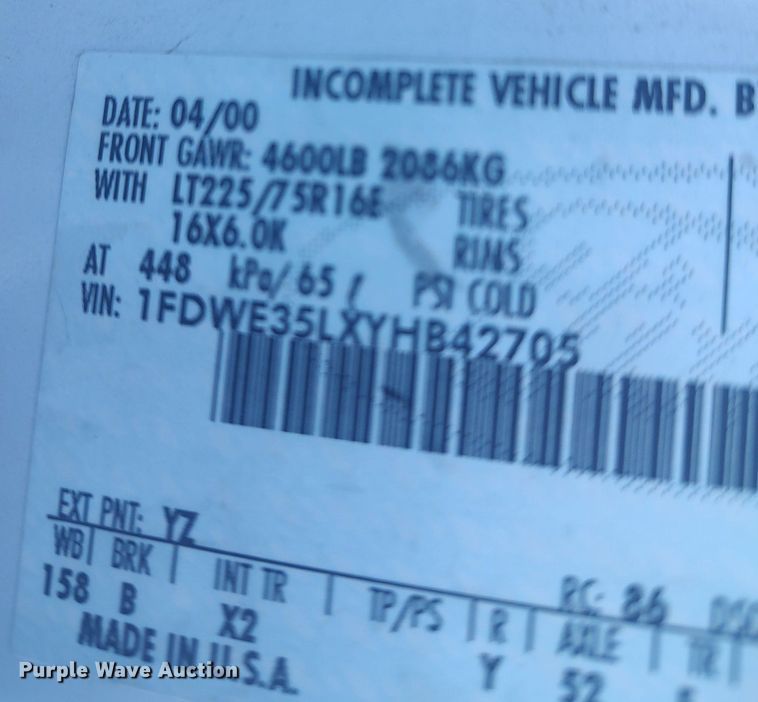 INCOMPLETE VEHICLE MFD. B
DATE: 04/00
FRONT GAWR: 4600LB 2086KG
WITH LT225/75R16E TIRES
16X6.0K RIMS
AT 448 kPa/ 65 PSI COLD
VIN: 1FDWE35LXYHB42705
EXT PNT: YZ RC: 86 DSO
WB BRK INT TR TP/PS R AXLE TR
158 B X2 Y 52
MADE IN U.S.A.
Purple Wave Auction